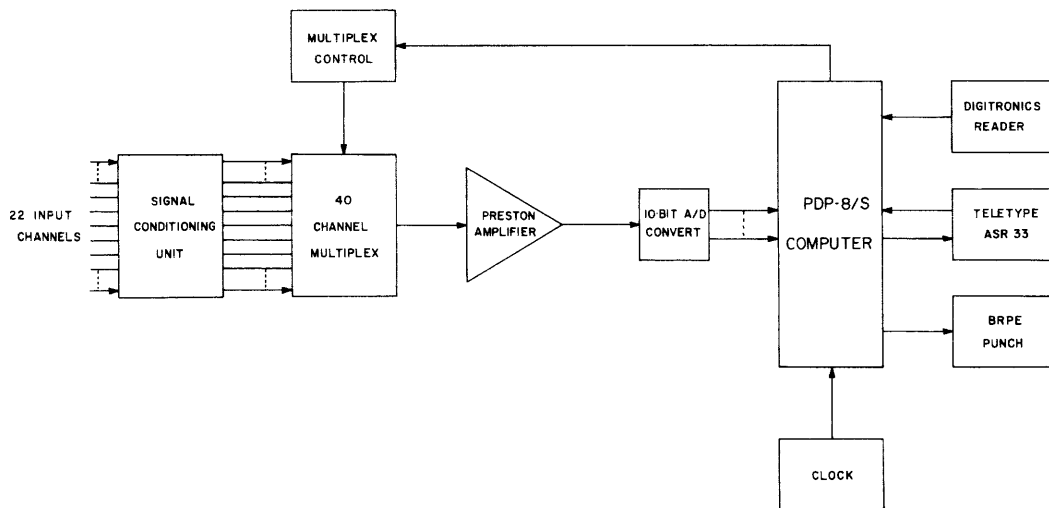 MULTIPLEX
CONTROL
22 INPUT
CHANNELS
SIGNAL
CONDITIONING
UNIT
40
CHANNEL
MULTIPLEX
PRESTON
AMPLIFIER
10-BIT A/D
CONVERT
PDP-8/S
COMPUTER
DIGITRONICS
READER
TELETYPE
ASR 33
BRPE
PUNCH
CLOCK